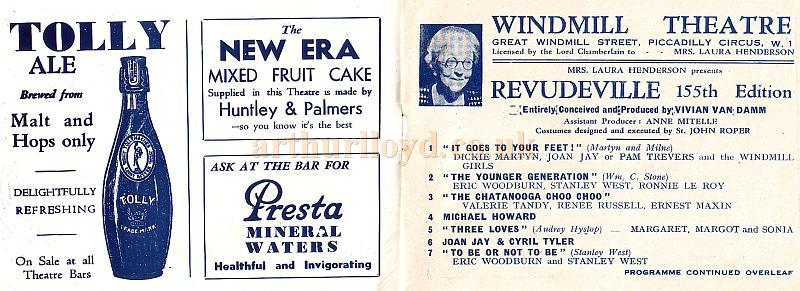 TOLLY
ALE
Brewed from
Malt and
Hops only
DELIGHTFULLY
REFRESHING
On Sale at all
Theatre Bars
TOLLY
TRADE MARK
The
NEW ERA
MIXED FRUIT CAKE
Supplied in this Theatre is made by
Huntley & Palmers
—so you know it's the best
arthurlloyd.co.uk
ASK AT THE BAR FOR
Presta
MINERAL
WATERS
Healthful and Invigorating
WINDMILL THEATRE
GREAT WINDMILL STREET, PICCADILLY CIRCUS, W.1
Licensed by the Lord Chamberlain to - MRS. LAURA HENDERSON
MRS. LAURA HENDERSON presents
REVUDEVILLE 155th Edition
Entirely Conceived and Produced by VIVIAN VAN DAMM
Assistant Producer: ANNE MITELLE
Costumes designed and executed by St. JOHN ROPER
1 "IT GOES TO YOUR FEET!" (Martyn and Milne)
DICKIE MARTYN, JOAN JAY or PAM TREVERS and the WINDMILL
GIRLS
2 "THE YOUNGER GENERATION" (Wm. C. Stone)
ERIC WOODBURN, STANLEY WEST, RONNIE LE ROY
3 "THE CHATANOOGA CHOO CHOO"
VALERIE TANDY, RENEE RUSSELL, ERNEST MAXIN
4 MICHAEL HOWARD
5 "THREE LOVES" (Audrey Hyslop) .... MARGARET, MARGOT and SONIA
6 JOAN JAY & CYRIL TYLER
7 "TO BE OR NOT TO BE" (Stanley West)
ERIC WOODBURN and STANLEY WEST
PROGRAMME CONTINUED OVERLEAF